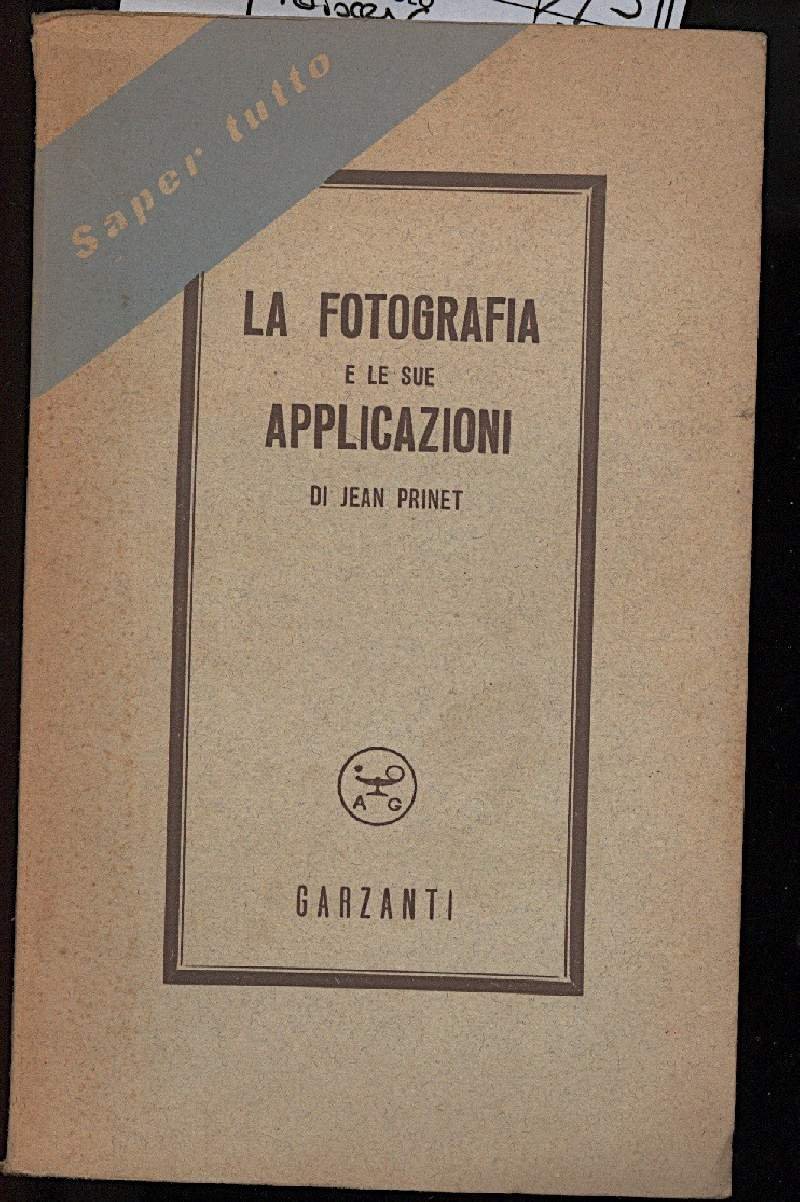 Saper tutto
LA FOTOGRAFIA
E LE SUE
APPLICAZIONI
DI JEAN PRINET
A G
GARZANTI